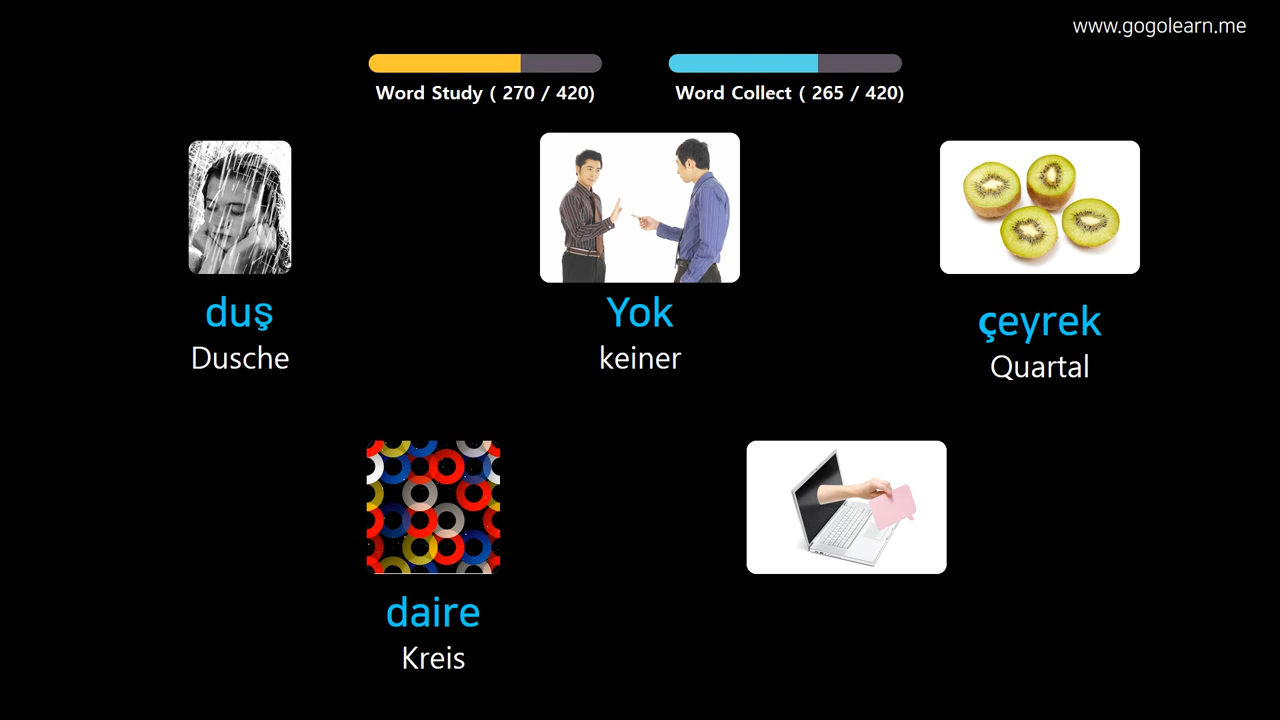 www.gogolearn.me
Word Study ( 270 / 420)
Word Collect ( 265 / 420)
duş
Dusche
Yok
keiner
çeyrek
Quartal
daire
Kreis